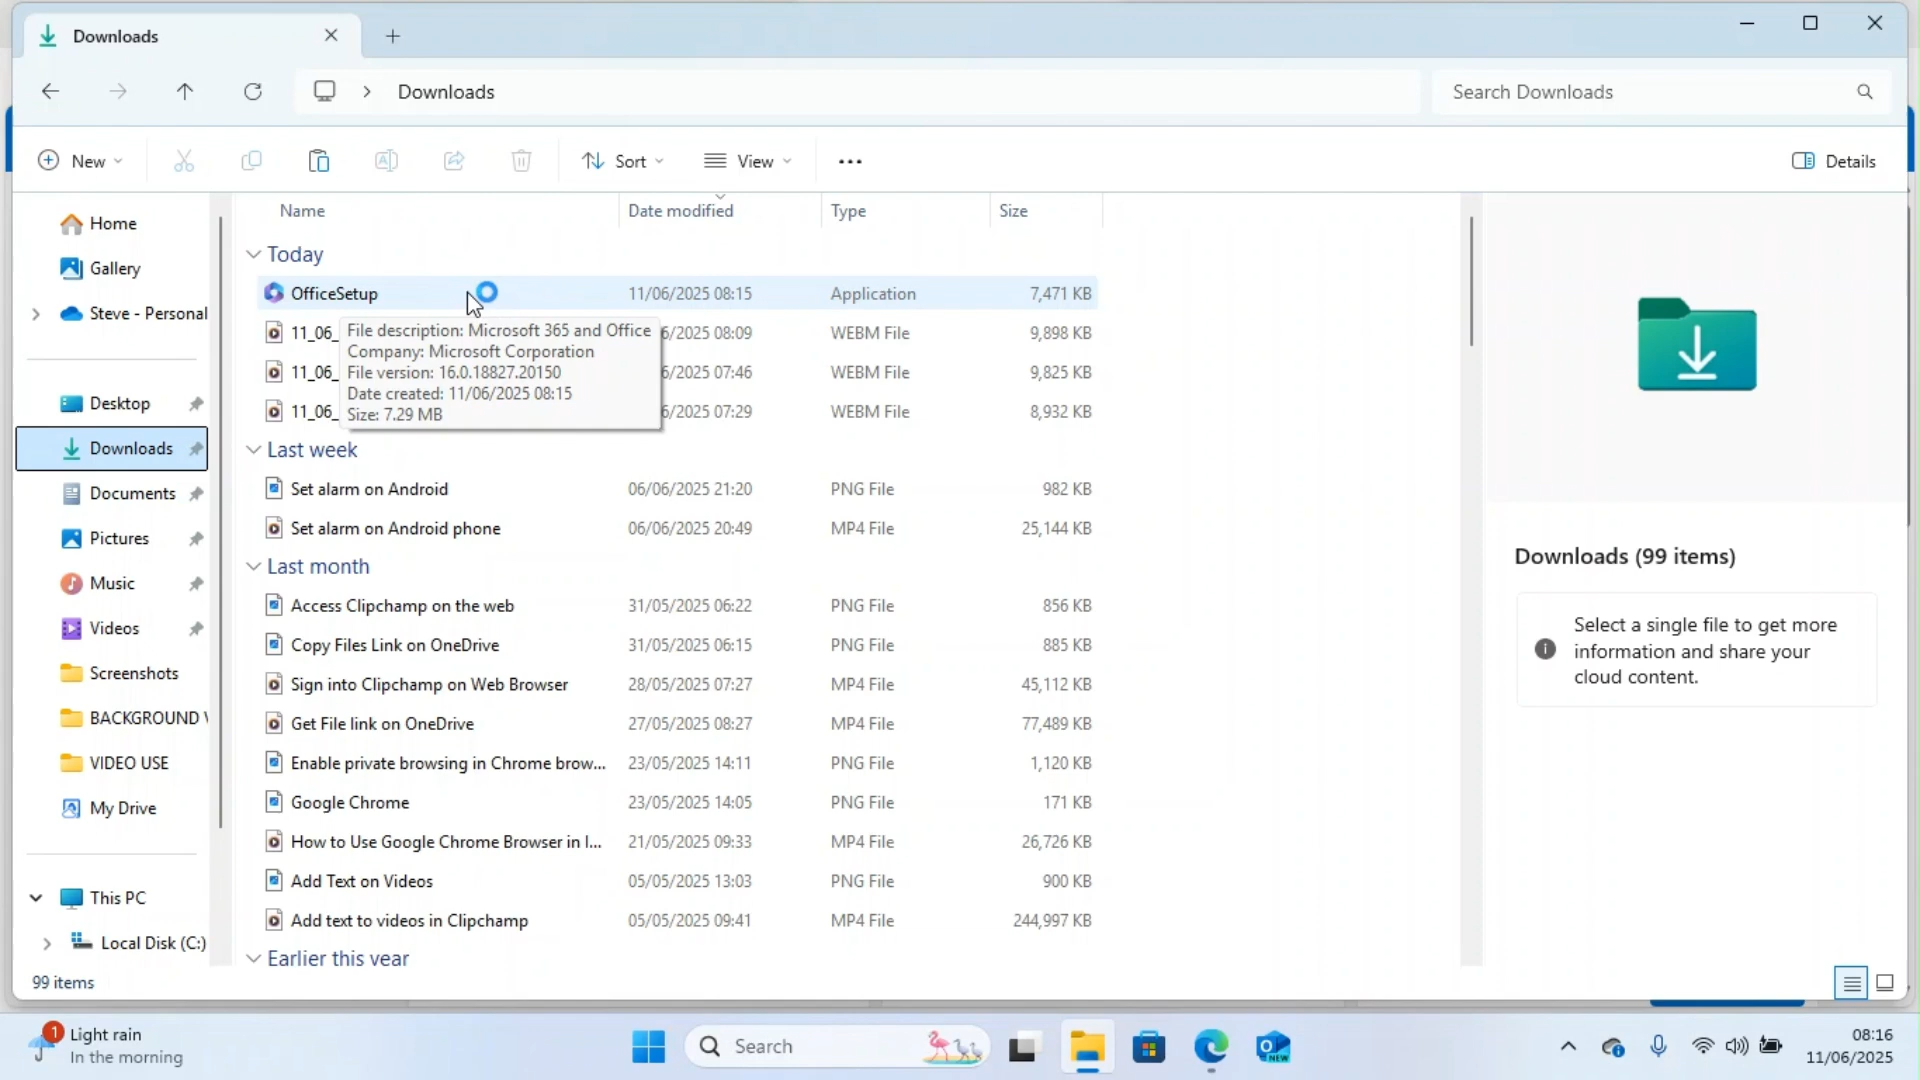 Downloads
Downloads
Search Downloads
New
Sort
View
Details
Home
Gallery
Steve - Personal
Desktop
Downloads
Documents
Pictures
Music
Videos
Screenshots
BACKGROUND
VIDEO USE
My Drive
This PC
Local Disk (C:)
Name Date modified Type Size
Today
OfficeSetup 11/06/2025 08:15 Application 7,471 KB
11_06_ 6/2025 08:09 WEBM File 9,898 KB
11_06_ 6/2025 07:46 WEBM File 9,825 KB
11_06_ 6/2025 07:29 WEBM File 8,932 KB
File description: Microsoft 365 and Office
Company: Microsoft Corporation
File version: 16.0.18827.20150
Date created: 11/06/2025 08:15
Size: 7.29 MB
Last week
Set alarm on Android 06/06/2025 21:20 PNG File 982 KB
Set alarm on Android phone 06/06/2025 20:49 MP4 File 25,144 KB
Last month
Access Clipchamp on the web 31/05/2025 06:22 PNG File 856 KB
Copy Files Link on OneDrive 31/05/2025 06:15 PNG File 885 KB
Sign into Clipchamp on Web Browser 28/05/2025 07:27 MP4 File 45,112 KB
Get File link on OneDrive 27/05/2025 08:27 MP4 File 77,489 KB
Enable private browsing in Chrome brow... 23/05/2025 14:11 PNG File 1,120 KB
Google Chrome 23/05/2025 14:05 PNG File 171 KB
How to Use Google Chrome Browser in I... 21/05/2025 09:33 MP4 File 26,726 KB
Add Text on Videos 05/05/2025 13:03 PNG File 900 KB
Add text to videos in Clipchamp 05/05/2025 09:41 MP4 File 244,997 KB
Earlier this year
Downloads (99 items)
Select a single file to get more
information and share your
cloud content.
99 items
1
Light rain
In the morning
Search
NEW
08:16
11/06/2025